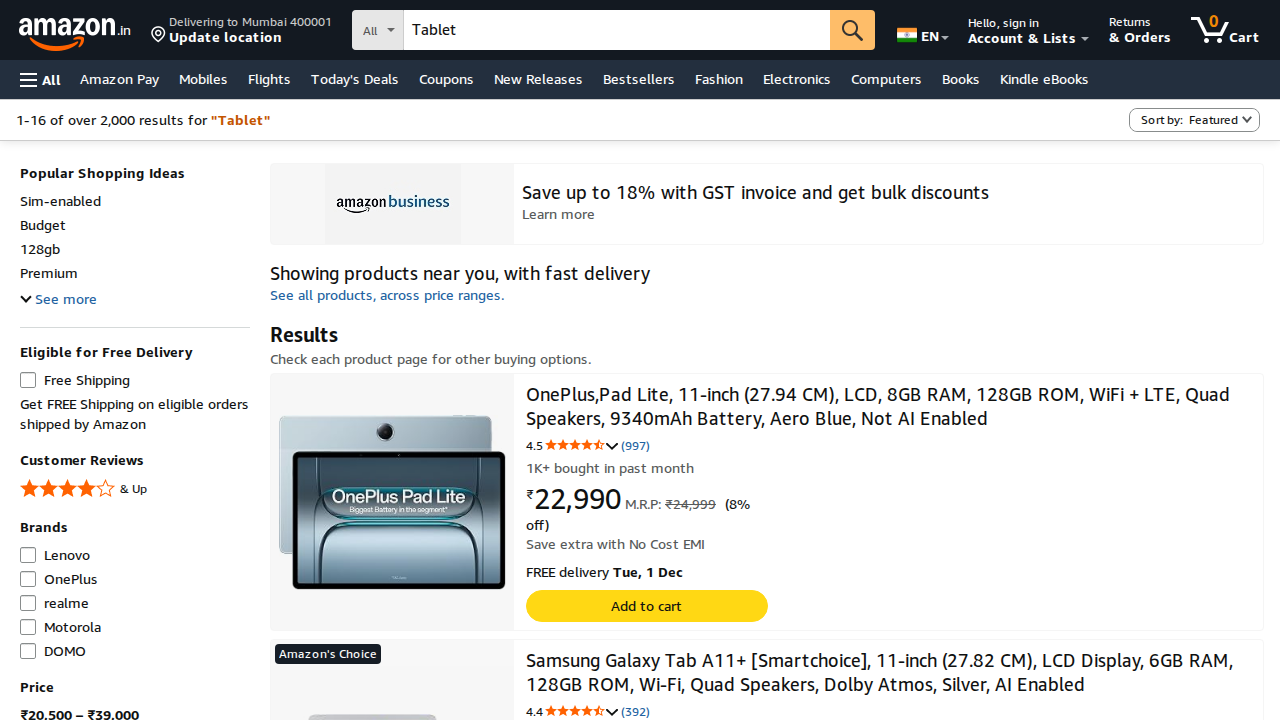 amazon.in
Delivering to Mumbai 400001
Update location
All
Tablet
EN
Hello, sign in
Account & Lists
Returns
& Orders
0
Cart
All
Amazon Pay
Mobiles
Flights
Today's Deals
Coupons
New Releases
Bestsellers
Fashion
Electronics
Computers
Books
Kindle eBooks
1-16 of over 2,000 results for "Tablet"
Sort by: Featured
Popular Shopping Ideas
Sim-enabled
Budget
128gb
Premium
See more
Eligible for Free Delivery
Free Shipping
Get FREE Shipping on eligible orders
shipped by Amazon
Customer Reviews
& Up
Brands
Lenovo
OnePlus
realme
Motorola
DOMO
Price
₹20,500 – ₹39,000
amazon business
Save up to 18% with GST invoice and get bulk discounts
Learn more
Showing products near you, with fast delivery
See all products, across price ranges.
Results
Check each product page for other buying options.
OnePlus Pad Lite
Biggest Battery in the segment*
OnePlus,Pad Lite, 11-inch (27.94 CM), LCD, 8GB RAM, 128GB ROM, WiFi + LTE, Quad
Speakers, 9340mAh Battery, Aero Blue, Not AI Enabled
4.5 (997)
1K+ bought in past month
₹22,990 M.R.P: ₹24,999 (8%
off)
Save extra with No Cost EMI
FREE delivery Tue, 1 Dec
Add to cart
Amazon's Choice
Samsung Galaxy Tab A11+ [Smartchoice], 11-inch (27.82 CM), LCD Display, 6GB RAM,
128GB ROM, Wi-Fi, Quad Speakers, Dolby Atmos, Silver, AI Enabled
4.4 (392)